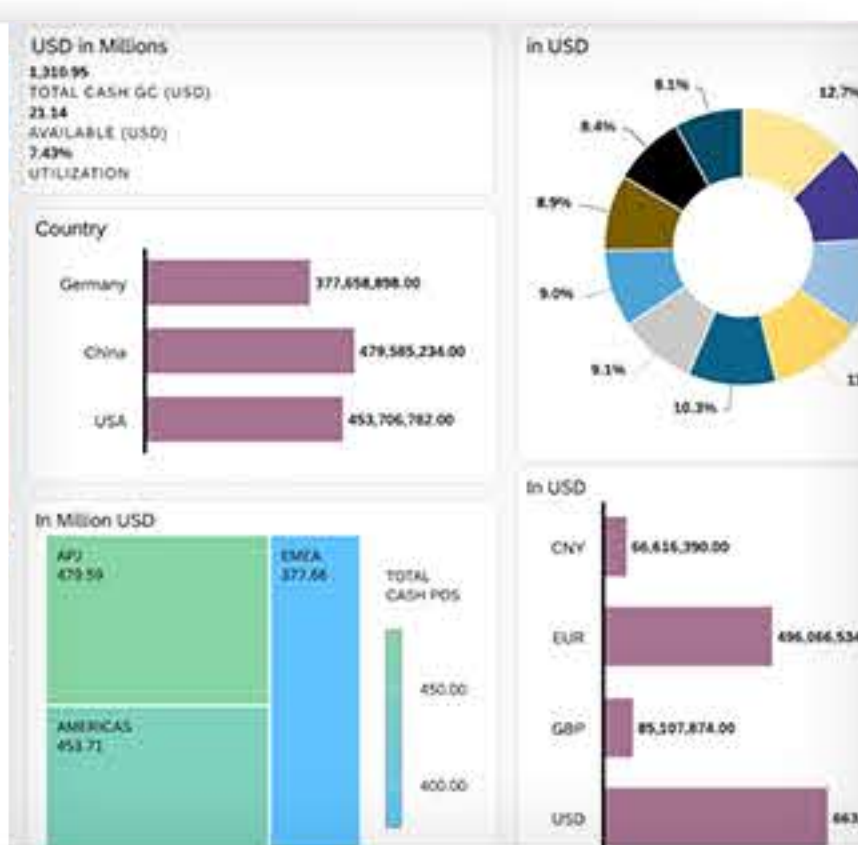 USD in Millions
1,310.95
TOTAL CASH GC (USD)
21.14
AVAILABLE (USD)
7.43%
UTILIZATION
Country
Germany 377,658,898.00
China 479,585,234.00
USA 453,706,782.00
In Million USD
APJ
479.59
EMEA
377.66
AMERICAS
453.71
TOTAL
CASH POS
450.00
400.00
in USD
8.1%
12.7%
8.4%
8.9%
9.0%
9.1%
10.3%
In USD
CNY 66,616,390.00
EUR 496,066,534
GBP 85,107,874.00
USD 663